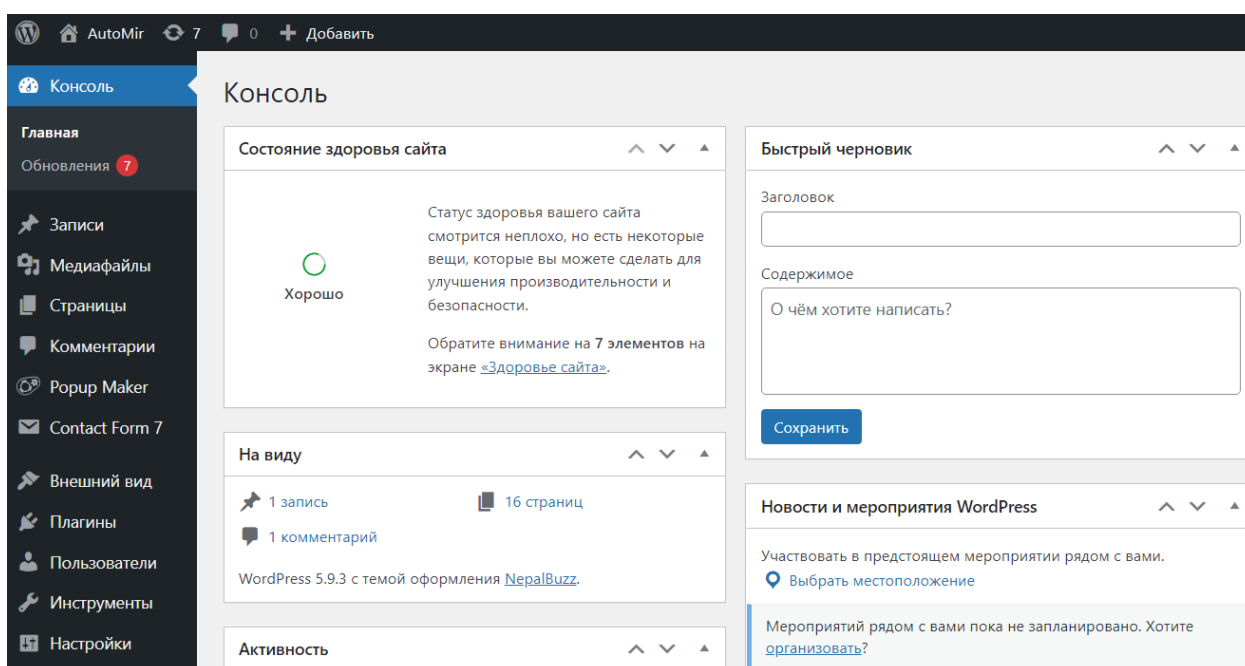 AutoMir 7 0 Добавить
Консоль
Главная
Обновления 7
Записи
Медиафайлы
Страницы
Комментарии
Popup Maker
Contact Form 7
Внешний вид
Плагины
Пользователи
Инструменты
Настройки
Консоль
Состояние здоровья сайта
Хорошо
Статус здоровья вашего сайта
смотрится неплохо, но есть некоторые
вещи, которые вы можете сделать для
улучшения производительности и
безопасности.
Обратите внимание на 7 элементов на
экране «Здоровье сайта».
На виду
1 запись 16 страниц
1 комментарий
WordPress 5.9.3 с темой оформления NepalBuzz.
Активность
Быстрый черновик
Заголовок
Содержимое
О чём хотите написать?
Сохранить
Новости и мероприятия WordPress
Участвовать в предстоящем мероприятии рядом с вами.
Выбрать местоположение
Мероприятий рядом с вами пока не запланировано. Хотите
организовать?